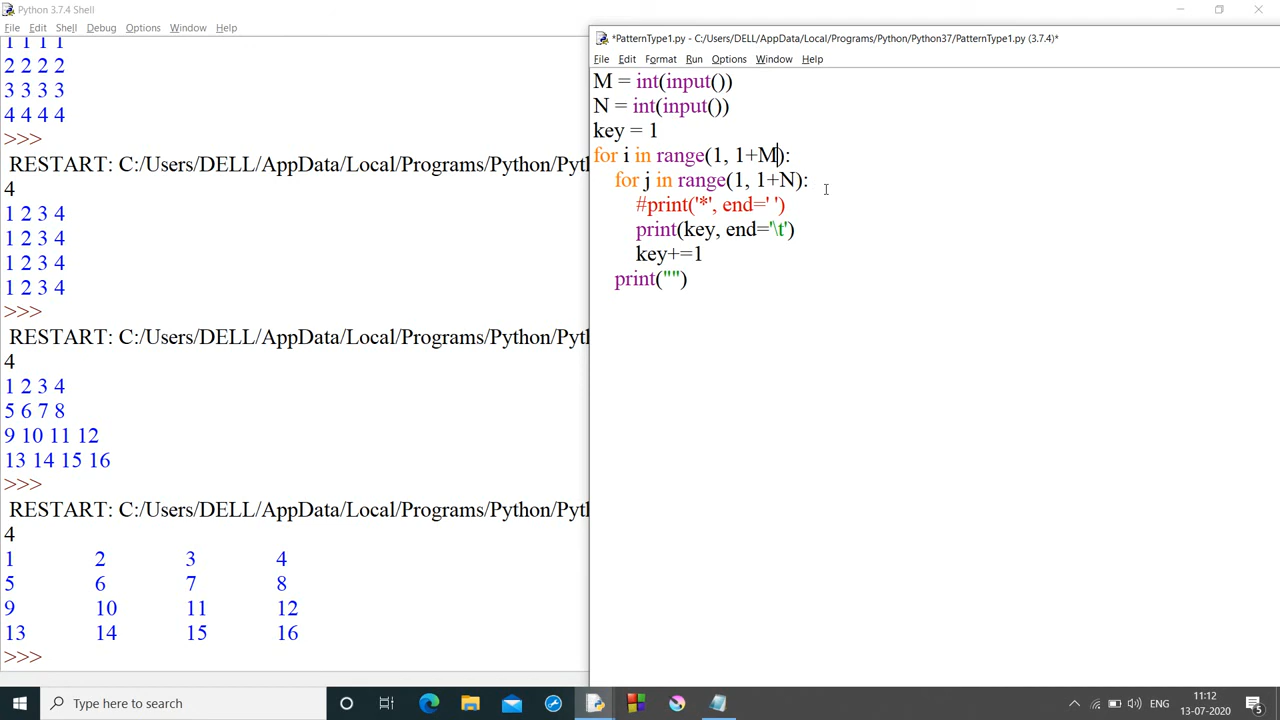 Python 3.7.4 Shell
File Edit Shell Debug Options Window Help
1 1 1 1
2 2 2 2
3 3 3 3
4 4 4 4
>>>
RESTART: C:/Users/DELL/AppData/Local/Programs/Python/Pyth
4
1 2 3 4
1 2 3 4
1 2 3 4
1 2 3 4
>>>
RESTART: C:/Users/DELL/AppData/Local/Programs/Python/Pyth
4
1 2 3 4
5 6 7 8
9 10 11 12
13 14 15 16
>>>
RESTART: C:/Users/DELL/AppData/Local/Programs/Python/Pyth
4
1 2 3 4
5 6 7 8
9 10 11 12
13 14 15 16
>>>
*PatternType1.py - C:/Users/DELL/AppData/Local/Programs/Python/Python37/PatternType1.py (3.7.4)*
File Edit Format Run Options Window Help
M = int(input())
N = int(input())
key = 1
for i in range(1, 1+M):
    for j in range(1, 1+N):
        #print('*', end=' ')
        print(key, end='\t')
        key+=1
    print("")
Type here to search
ENG
11:12
13-07-2020
5